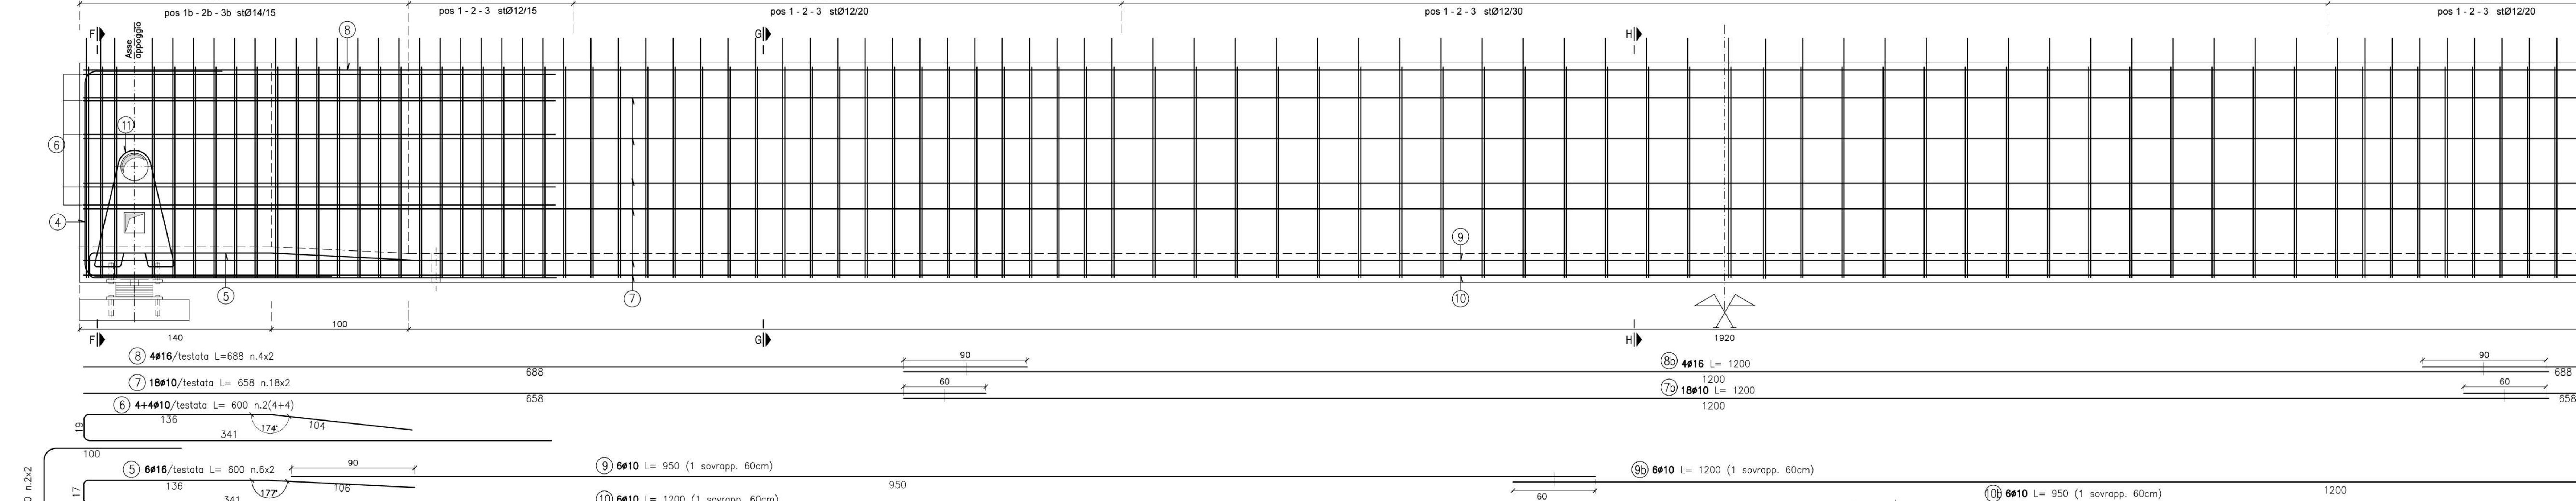 pos 1b - 2b - 3b  stØ14/15
pos 1 - 2 - 3  stØ12/15
pos 1 - 2 - 3  stØ12/20
pos 1 - 2 - 3  stØ12/30
pos 1 - 2 - 3  stØ12/20
F
Asse
appoggio
8
G
H
11
6
4
9
5
7
10
140
100
F
G
H
1920
8 4ø16/testata L=688 n.4x2
688
90
8b 4ø16 L= 1200
1200
90
688
7 18ø10/testata L= 658 n.18x2
658
60
7b 18ø10 L= 1200
1200
60
658
6 4+4ø10/testata L= 600 n.2(4+4)
19
136
174°
104
341
100
n.2x2
5 6ø16/testata L= 600 n.6x2
90
17
136
177°
106
341
9 6ø10 L= 950 (1 sovrapp. 60cm)
950
60
9b 6ø10 L= 1200 (1 sovrapp. 60cm)
1200
10 6ø10 L= 1200 (1 sovrapp. 60cm)
10b 6ø10 L= 950 (1 sovrapp. 60cm)